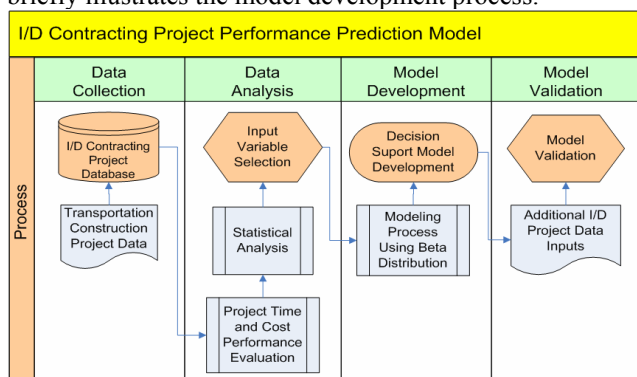 briefly illustrates the model development process.
I/D Contracting Project Performance Prediction Model
Process
Data
Collection
Data
Analysis
Model
Development
Model
Validation
I/D Contracting
Project
Database
Transportation
Construction
Project Data
Input
Variable
Selection
Statistical
Analysis
Project Time
and Cost
Performance
Evaluation
Decision
Suport Model
Development
Modeling
Process
Using Beta
Distribution
Model
Validation
Additional I/D
Project Data
Inputs